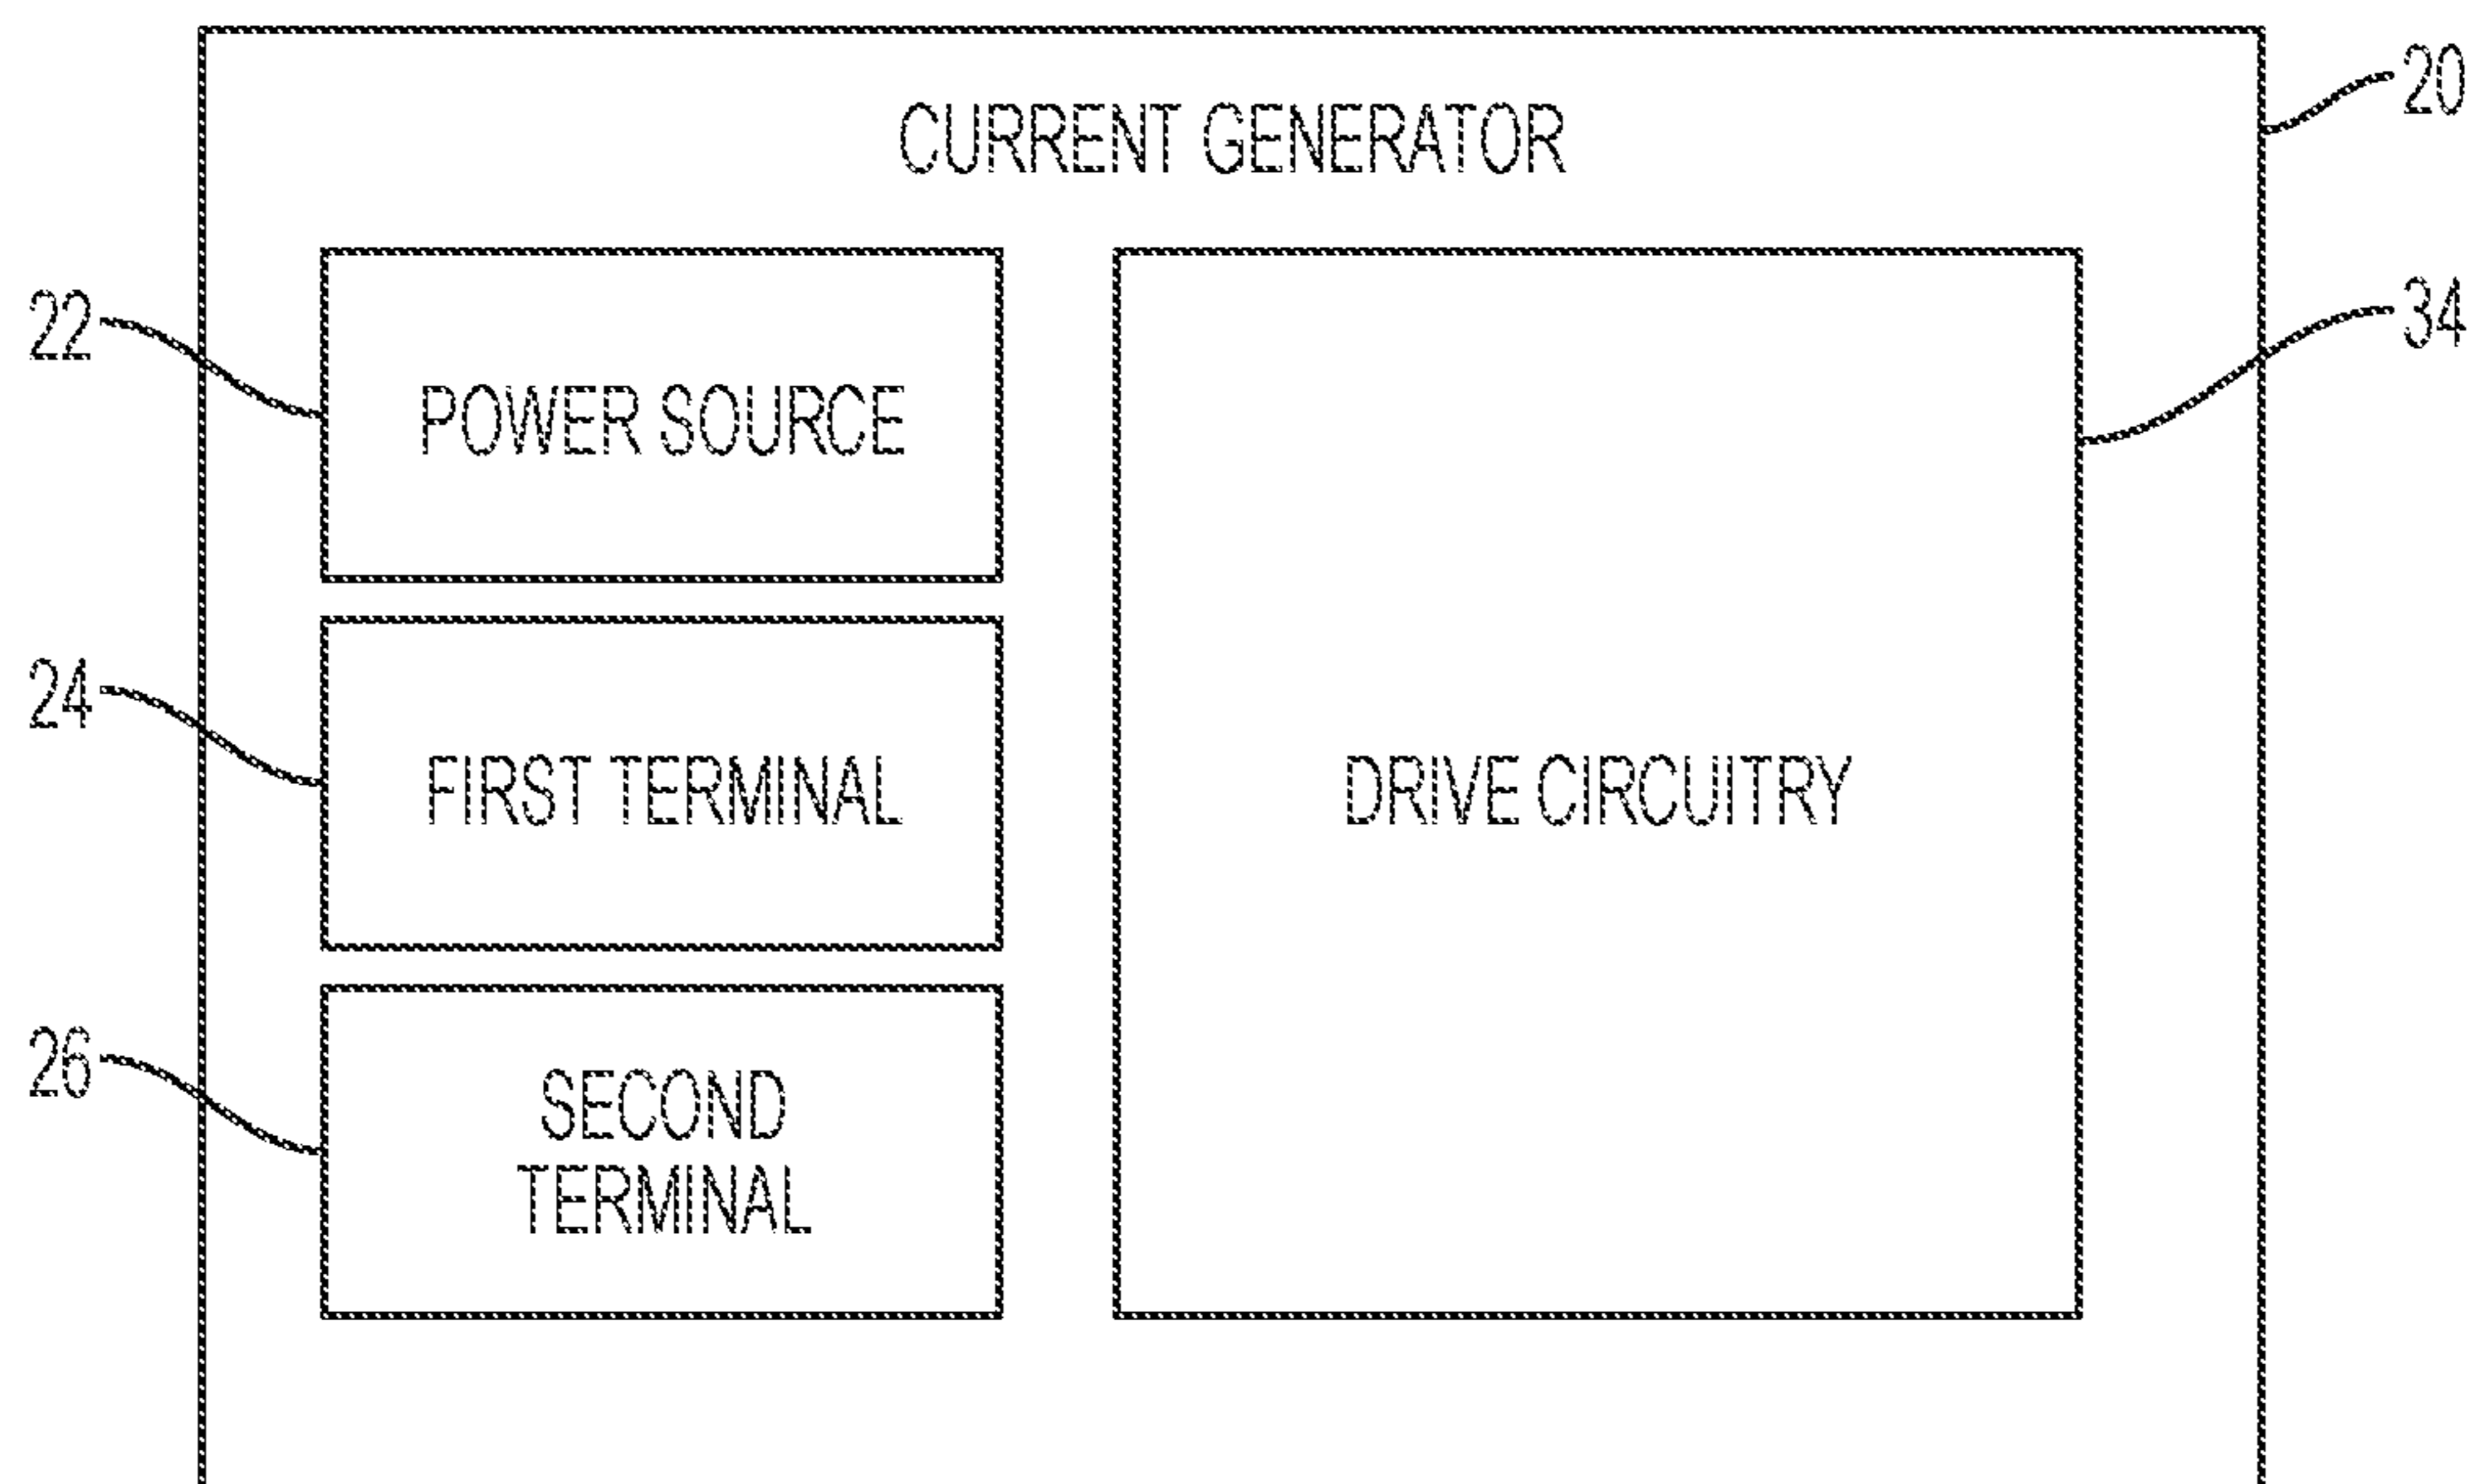 20
CURRENT GENERATOR
22
34
POWER SOURCE
24
FIRST TERMINAL
DRIVE CIRCUITRY
26
SECOND
TERMINAL